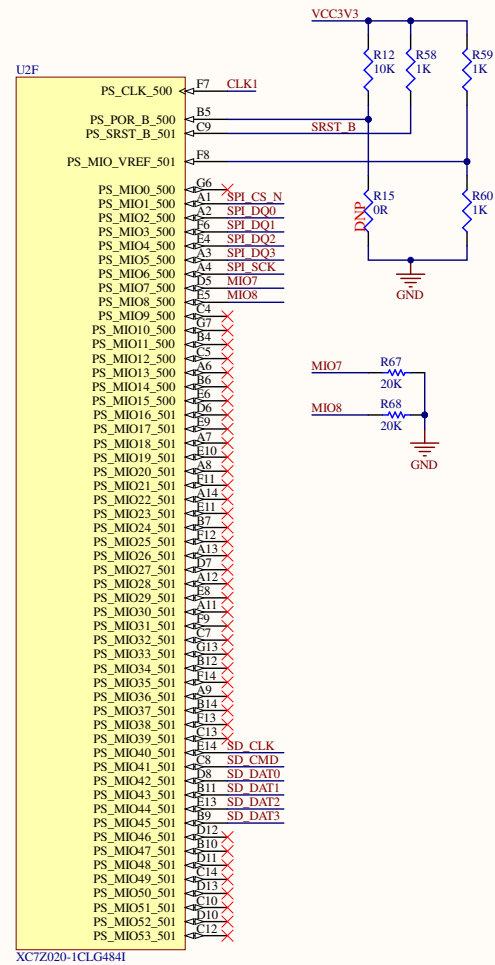 VCC3V3
R12
10K
R58
1K
R59
1K
U2F
PS_CLK_500 F7 CLK1
PS_POR_B_500 B5
PS_SRST_B_501 C9 SRST_B
PS_MIO_VREF_501 F8
PS_MIO0_500 G6
PS_MIO1_500 A1 SPI_CS_N
PS_MIO2_500 A2 SPI_DQ0
PS_MIO3_500 F6 SPI_DQ1
PS_MIO4_500 E4 SPI_DQ2
PS_MIO5_500 A3 SPI_DQ3
PS_MIO6_500 A4 SPI_SCK
PS_MIO7_500 D5 MIO7
PS_MIO8_500 E5 MIO8
PS_MIO9_500 C4
PS_MIO10_500 G7
PS_MIO11_500 B4
PS_MIO12_500 C5
PS_MIO13_500 A6
PS_MIO14_500 B6
PS_MIO15_500 E6
PS_MIO16_501 D6
PS_MIO17_501 E9
PS_MIO18_501 A7
PS_MIO19_501 E10
PS_MIO20_501 A8
PS_MIO21_501 F11
PS_MIO22_501 A14
PS_MIO23_501 E11
PS_MIO24_501 B7
PS_MIO25_501 F12
PS_MIO26_501 A13
PS_MIO27_501 D7
PS_MIO28_501 A12
PS_MIO29_501 E8
PS_MIO30_501 A11
PS_MIO31_501 F9
PS_MIO32_501 C7
PS_MIO33_501 G13
PS_MIO34_501 B12
PS_MIO35_501 F14
PS_MIO36_501 A9
PS_MIO37_501 B14
PS_MIO38_501 F13
PS_MIO39_501 C13
PS_MIO40_501 E14 SD_CLK
PS_MIO41_501 C8 SD_CMD
PS_MIO42_501 D8 SD_DAT0
PS_MIO43_501 B11 SD_DAT1
PS_MIO44_501 E13 SD_DAT2
PS_MIO45_501 B9 SD_DAT3
PS_MIO46_501 D12
PS_MIO47_501 B10
PS_MIO48_501 D11
PS_MIO49_501 C14
PS_MIO50_501 D13
PS_MIO51_501 C10
PS_MIO52_501 D10
PS_MIO53_501 C12
XC7Z020-1CLG484I
R15
0R
DNP
R60
1K
GND
MIO7 R67
20K
MIO8 R68
20K
GND